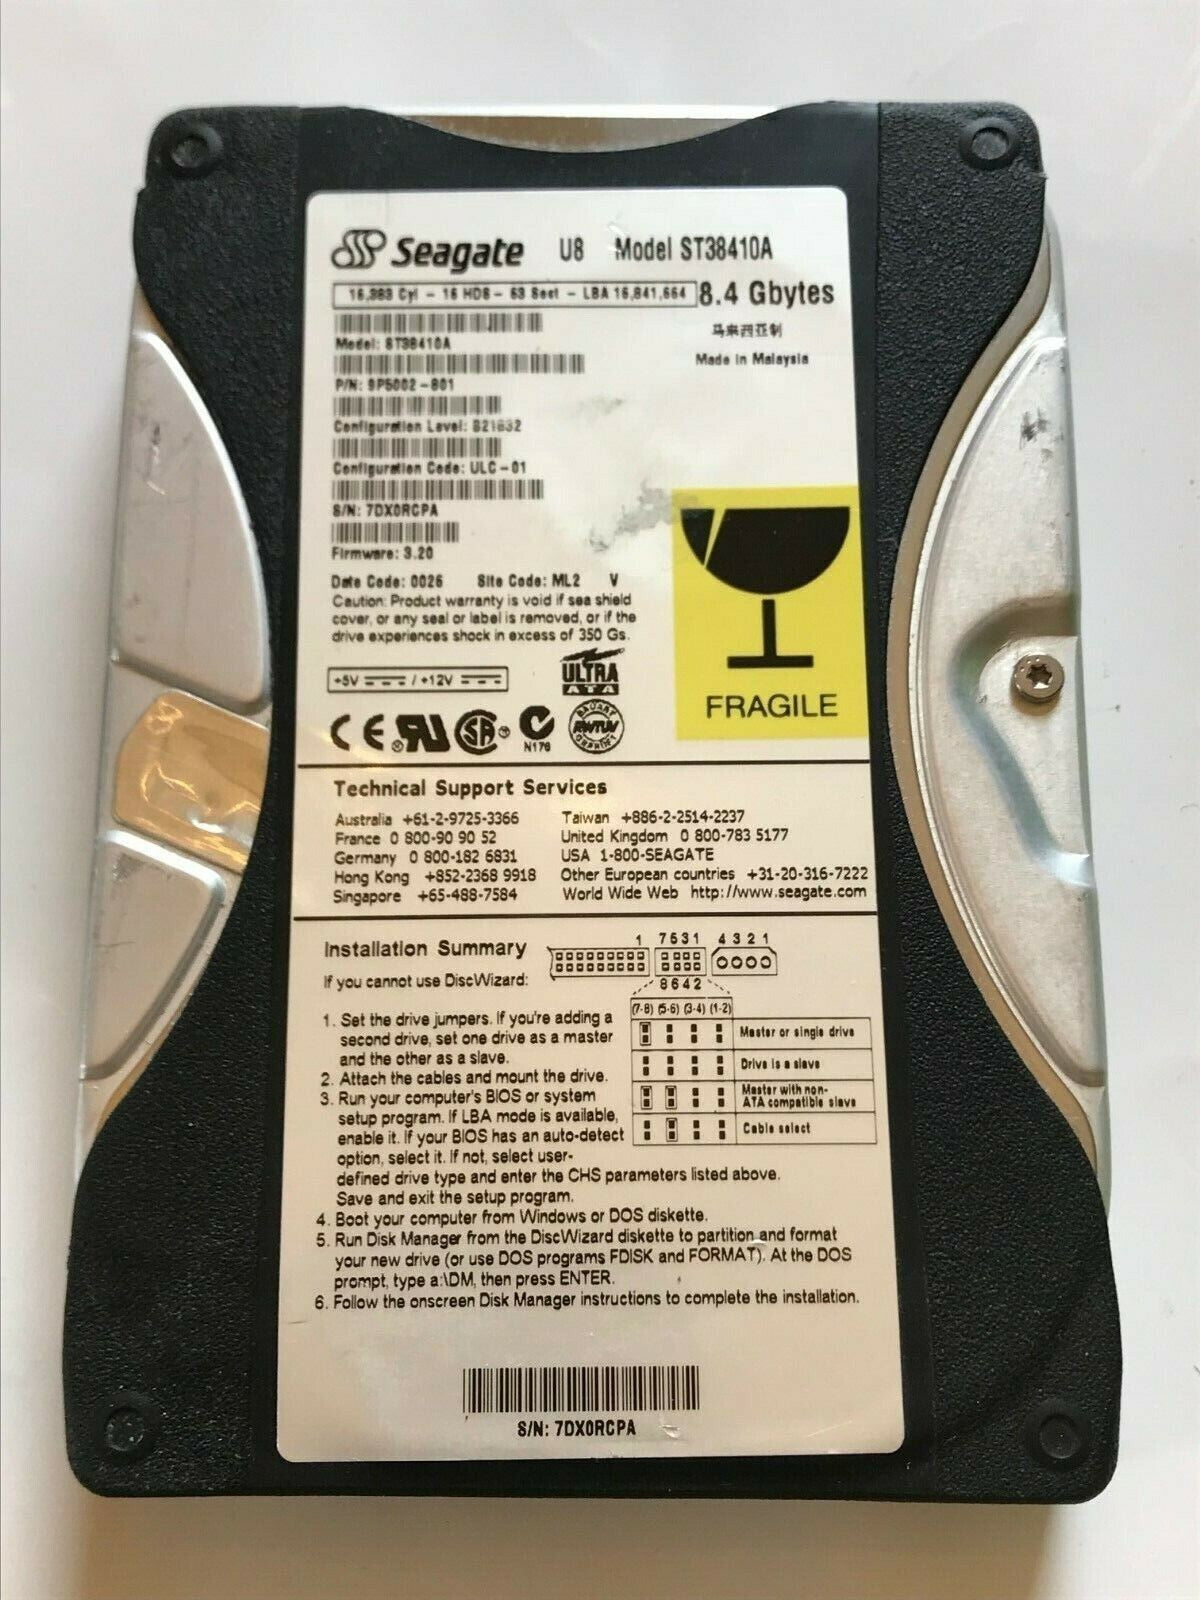 Seagate U8 Model ST38410A
16,383 Cyl - 16 HDS - 63 Sect - LBA 16,841,664 8.4 Gbytes
马来西亚制
Model: ST38410A
Made in Malaysia
P/N: 9P5002-801
Configuration Level: B21832
Configuration Code: ULC-01
S/N: 7DX0RCPA
Firmware: 3.20
Date Code: 0026 Site Code: ML2 V
Caution: Product warranty is void if sea shield
cover, or any seal or label is removed, or if the
drive experiences shock in excess of 350 Gs.
+5V / +12V
ULTRA
ATA
FRAGILE
CE
N176
Technical Support Services
Australia +61-2-9725-3366 Taiwan +886-2-2514-2237
France 0 800-90 90 52 United Kingdom 0 800-783 5177
Germany 0 800-182 6831 USA 1-800-SEAGATE
Hong Kong +852-2368 9918 Other European countries +31-20-316-7222
Singapore +65-488-7584 World Wide Web http://www.seagate.com
Installation Summary
1 7531 4321
8642
If you cannot use DiscWizard:
(7-8) (5-6) (3-4) (1-2)
Master or single drive
Drive is a slave
Master with non-
ATA compatible slave
Cable select
1. Set the drive jumpers. If you're adding a
second drive, set one drive as a master
and the other as a slave.
2. Attach the cables and mount the drive.
3. Run your computer's BIOS or system
setup program. If LBA mode is available,
enable it. If your BIOS has an auto-detect
option, select it. If not, select user-
defined drive type and enter the CHS parameters listed above.
Save and exit the setup program.
4. Boot your computer from Windows or DOS diskette.
5. Run Disk Manager from the DiscWizard diskette to partition and format
your new drive (or use DOS programs FDISK and FORMAT). At the DOS
prompt, type a:\DM, then press ENTER.
6. Follow the onscreen Disk Manager instructions to complete the installation.
S/N: 7DX0RCPA